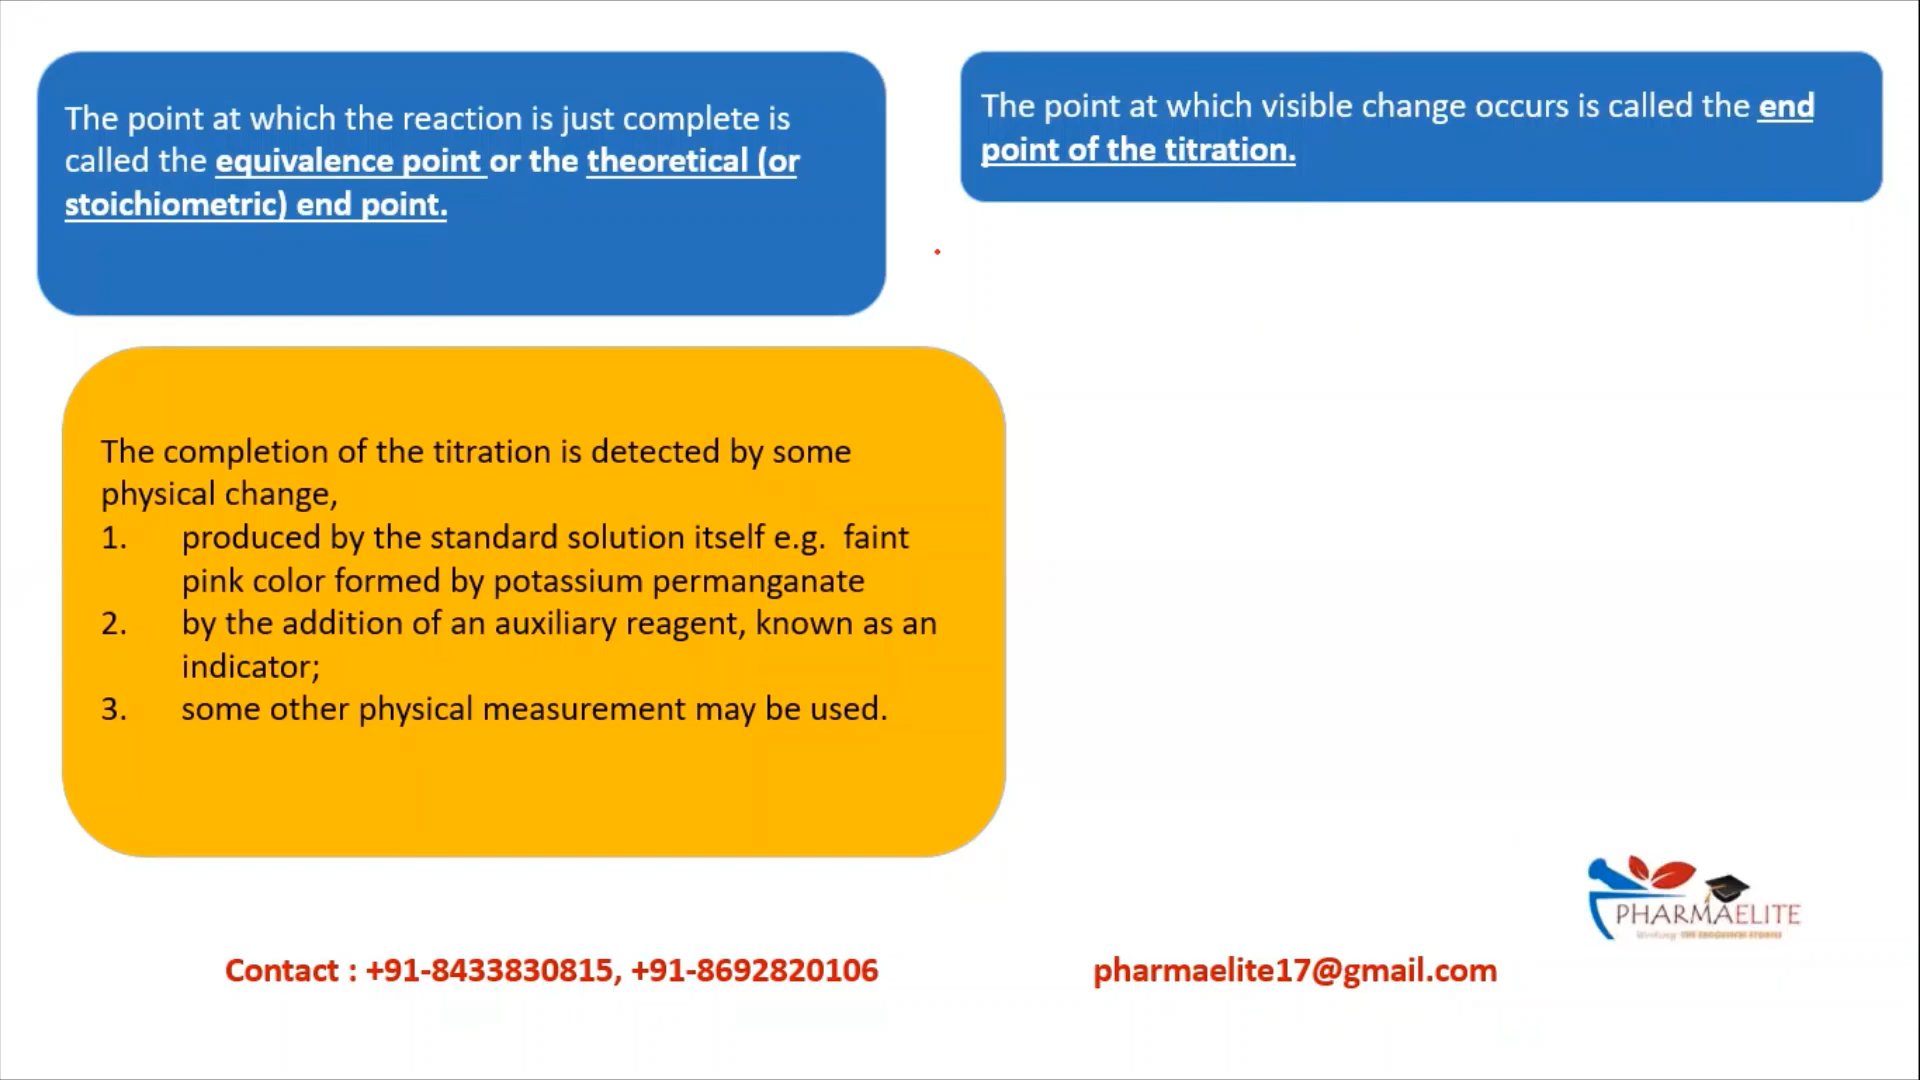 The point at which the reaction is just complete is
called the equivalence point or the theoretical (or
stoichiometric) end point.
The point at which visible change occurs is called the end
point of the titration.
The completion of the titration is detected by some
physical change,
1. produced by the standard solution itself e.g. faint
pink color formed by potassium permanganate
2. by the addition of an auxiliary reagent, known as an
indicator;
3. some other physical measurement may be used.
PHARMAELITE
Contact : +91-8433830815, +91-8692820106
pharmaelite17@gmail.com